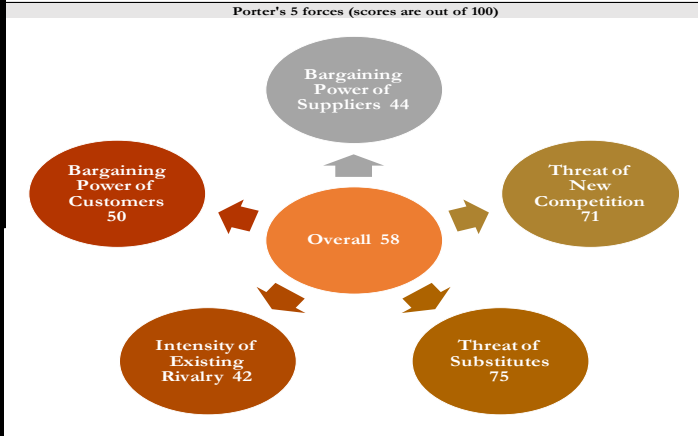 Porter's 5 forces (scores are out of 100)
Bargaining
Power of
Suppliers 44
Bargaining
Power of
Customers
50
Threat of
New
Competition
71
Overall 58
Intensity of
Existing
Rivalry 42
Threat of
Substitutes
75